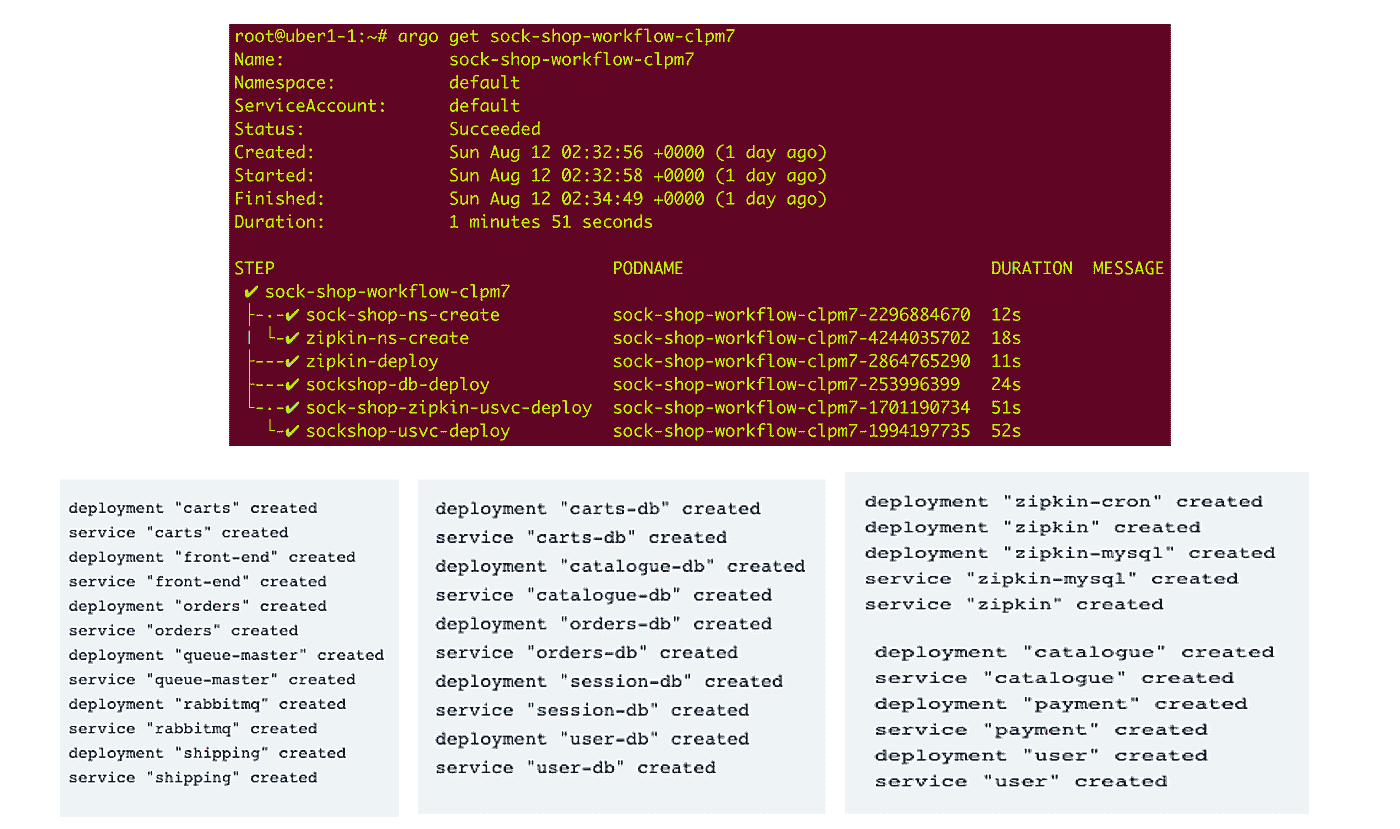 root@uber1-1:~# argo get sock-shop-workflow-clpm7
Name: sock-shop-workflow-clpm7
Namespace: default
ServiceAccount: default
Status: Succeeded
Created: Sun Aug 12 02:32:56 +0000 (1 day ago)
Started: Sun Aug 12 02:32:58 +0000 (1 day ago)
Finished: Sun Aug 12 02:34:49 +0000 (1 day ago)
Duration: 1 minutes 51 seconds
STEP PODNAME DURATION MESSAGE
✔ sock-shop-workflow-clpm7
├-·-✔ sock-shop-ns-create sock-shop-workflow-clpm7-2296884670 12s
| └-✔ zipkin-ns-create sock-shop-workflow-clpm7-4244035702 18s
├---✔ zipkin-deploy sock-shop-workflow-clpm7-2864765290 11s
├---✔ sockshop-db-deploy sock-shop-workflow-clpm7-253996399 24s
└-·-✔ sock-shop-zipkin-usvc-deploy sock-shop-workflow-clpm7-1701190734 51s
└-✔ sockshop-usvc-deploy sock-shop-workflow-clpm7-1994197735 52s
deployment "carts" created
service "carts" created
deployment "front-end" created
service "front-end" created
deployment "orders" created
service "orders" created
deployment "queue-master" created
service "queue-master" created
deployment "rabbitmq" created
service "rabbitmq" created
deployment "shipping" created
service "shipping" created
deployment "carts-db" created
service "carts-db" created
deployment "catalogue-db" created
service "catalogue-db" created
deployment "orders-db" created
service "orders-db" created
deployment "session-db" created
service "session-db" created
deployment "user-db" created
service "user-db" created
deployment "zipkin-cron" created
deployment "zipkin" created
deployment "zipkin-mysql" created
service "zipkin-mysql" created
service "zipkin" created
deployment "catalogue" created
service "catalogue" created
deployment "payment" created
service "payment" created
deployment "user" created
service "user" created